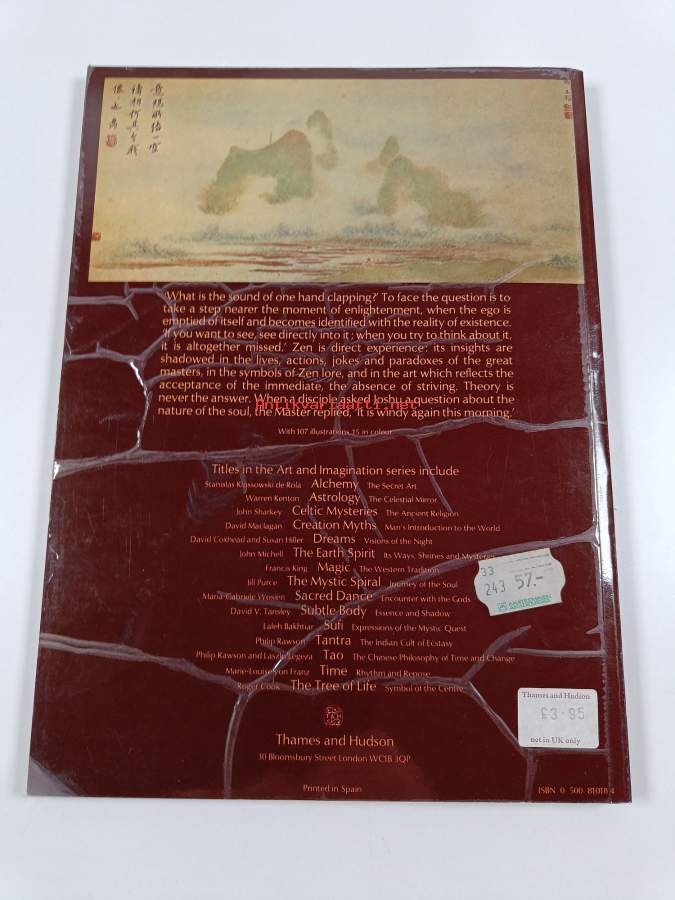 'What is the sound of one hand clapping?' To face the question is to
take a step nearer the moment of enlightenment, when the ego is
emptied of itself and becomes identified with the reality of existence.
'If you want to see, see directly into it; when you try to think about it,
it is altogether missed.' Zen is direct experience: its insights are
shadowed in the lives, actions, jokes and paradoxes of the great
masters, in the symbols of Zen lore, and in the art which reflects the
acceptance of the immediate, the absence of striving. Theory is
never the answer. When a disciple asked Joshu a question about the
antikvariaatti.net
nature of the soul, the Master replied, 'It is windy again this morning.'
With 107 illustrations, 15 in colour
Titles in the Art and Imagination series include
Stanislas Klossowski de Rola Alchemy The Secret Art
Warren Kenton Astrology The Celestial Mirror
John Sharkey Celtic Mysteries The Ancient Religion
David Maclagan Creation Myths Man's Introduction to the World
David Coxhead and Susan Hiller Dreams Visions of the Night
John Michell The Earth Spirit Its Ways, Shrines and Mysteries
Francis King Magic The Western Tradition
Jill Purce The Mystic Spiral Journey of the Soul
Maria-Gabriele Wosien Sacred Dance Encounter with the Gods
David V. Tansley Subtle Body Essence and Shadow
Laleh Bakhtiar Sufi Expressions of the Mystic Quest
Philip Rawson Tantra The Indian Cult of Ecstasy
Philip Rawson and Laszlo Legeza Tao The Chinese Philosophy of Time and Change
Marie-Louise von Franz Time Rhythm and Repose
Roger Cook The Tree of Life Symbol of the Centre
33
243 57.-
Thames and Hudson
£3.95
net in UK only
Thames and Hudson
30 Bloomsbury Street London WC1B 3QP
Printed in Spain
ISBN 0 500 81018 4